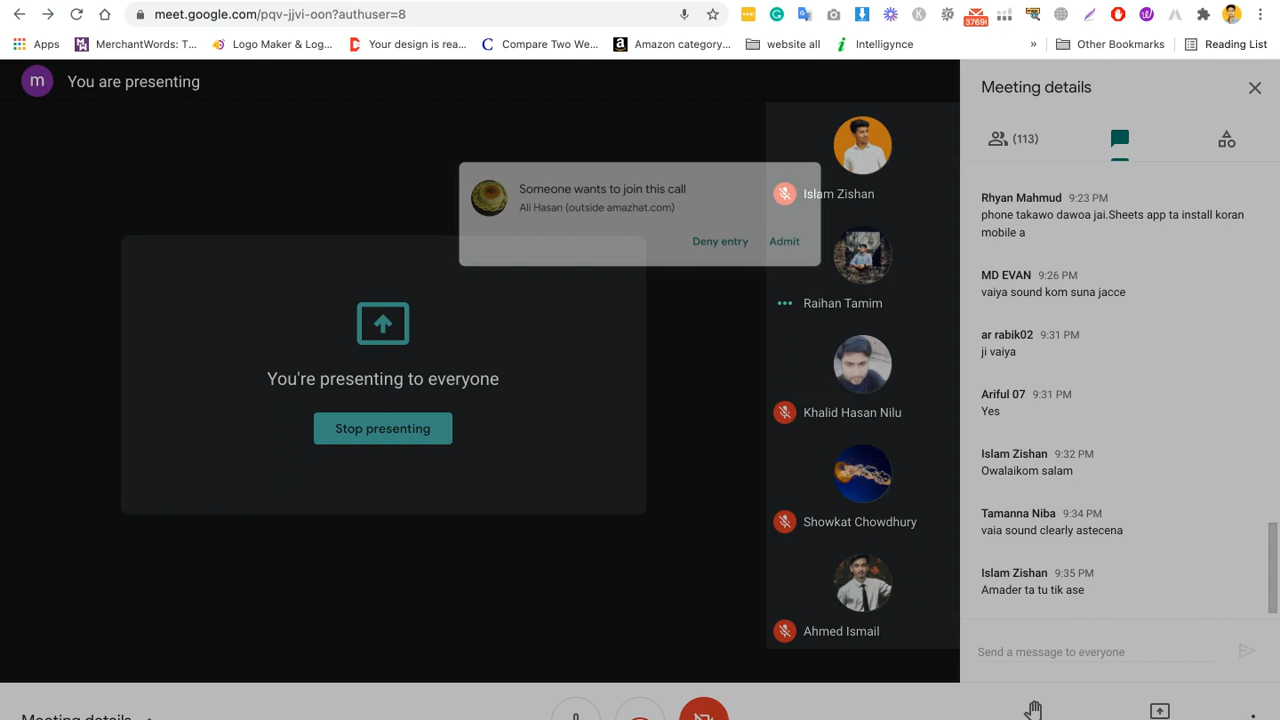 meet.google.com/pqv-jjvi-oon?authuser=8
3769
Apps
MerchantWords: T...
Logo Maker & Log...
Your design is rea...
Compare Two We...
Amazon category...
website all
Intelligynce
»
Other Bookmarks
Reading List
m
You are presenting
Meeting details
(113)
Someone wants to join this call
Ali Hasan (outside amazhat.com)
Deny entry
Admit
You're presenting to everyone
Stop presenting
Islam Zishan
Raihan Tamim
Khalid Hasan Nilu
Showkat Chowdhury
Ahmed Ismail
Rhyan Mahmud 9:23 PM
phone takawo dawoa jai.Sheets app ta install koran
mobile a
MD EVAN 9:26 PM
vaiya sound kom suna jacce
ar rabik02 9:31 PM
ji vaiya
Ariful 07 9:31 PM
Yes
Islam Zishan 9:32 PM
Owalaikom salam
Tamanna Niba 9:34 PM
vaia sound clearly astecena
Islam Zishan 9:35 PM
Amader ta tu tik ase
Send a message to everyone
Meeting details